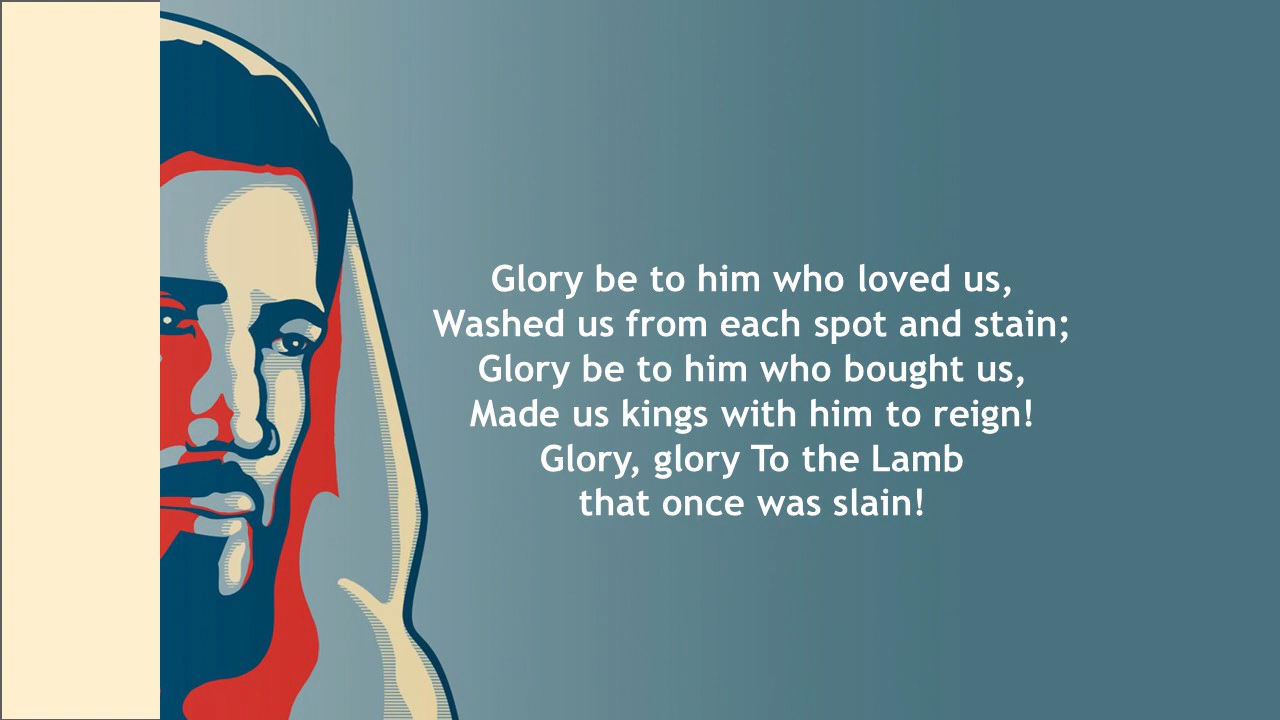 Glory be to him who loved us,
Washed us from each spot and stain;
Glory be to him who bought us,
Made us kings with him to reign!
Glory, glory To the Lamb
that once was slain!